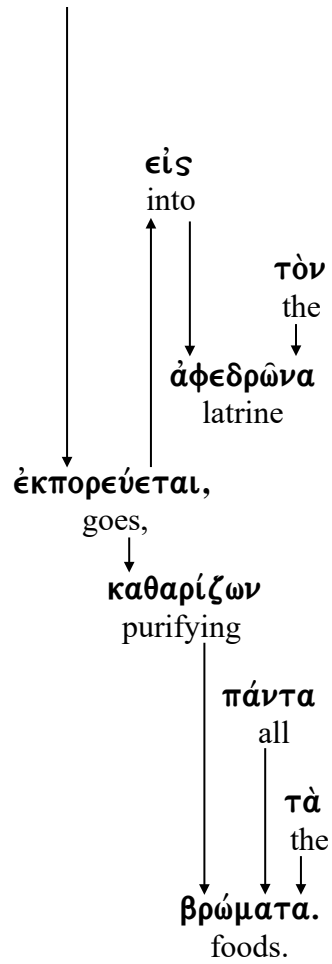 εἰς
into
τὸν
the
ἀφεδρῶνα
latrine
ἐκπορεύεται,
goes,
καθαρίζων
purifying
πάντα
all
τὰ
the
βρώματα.
foods.